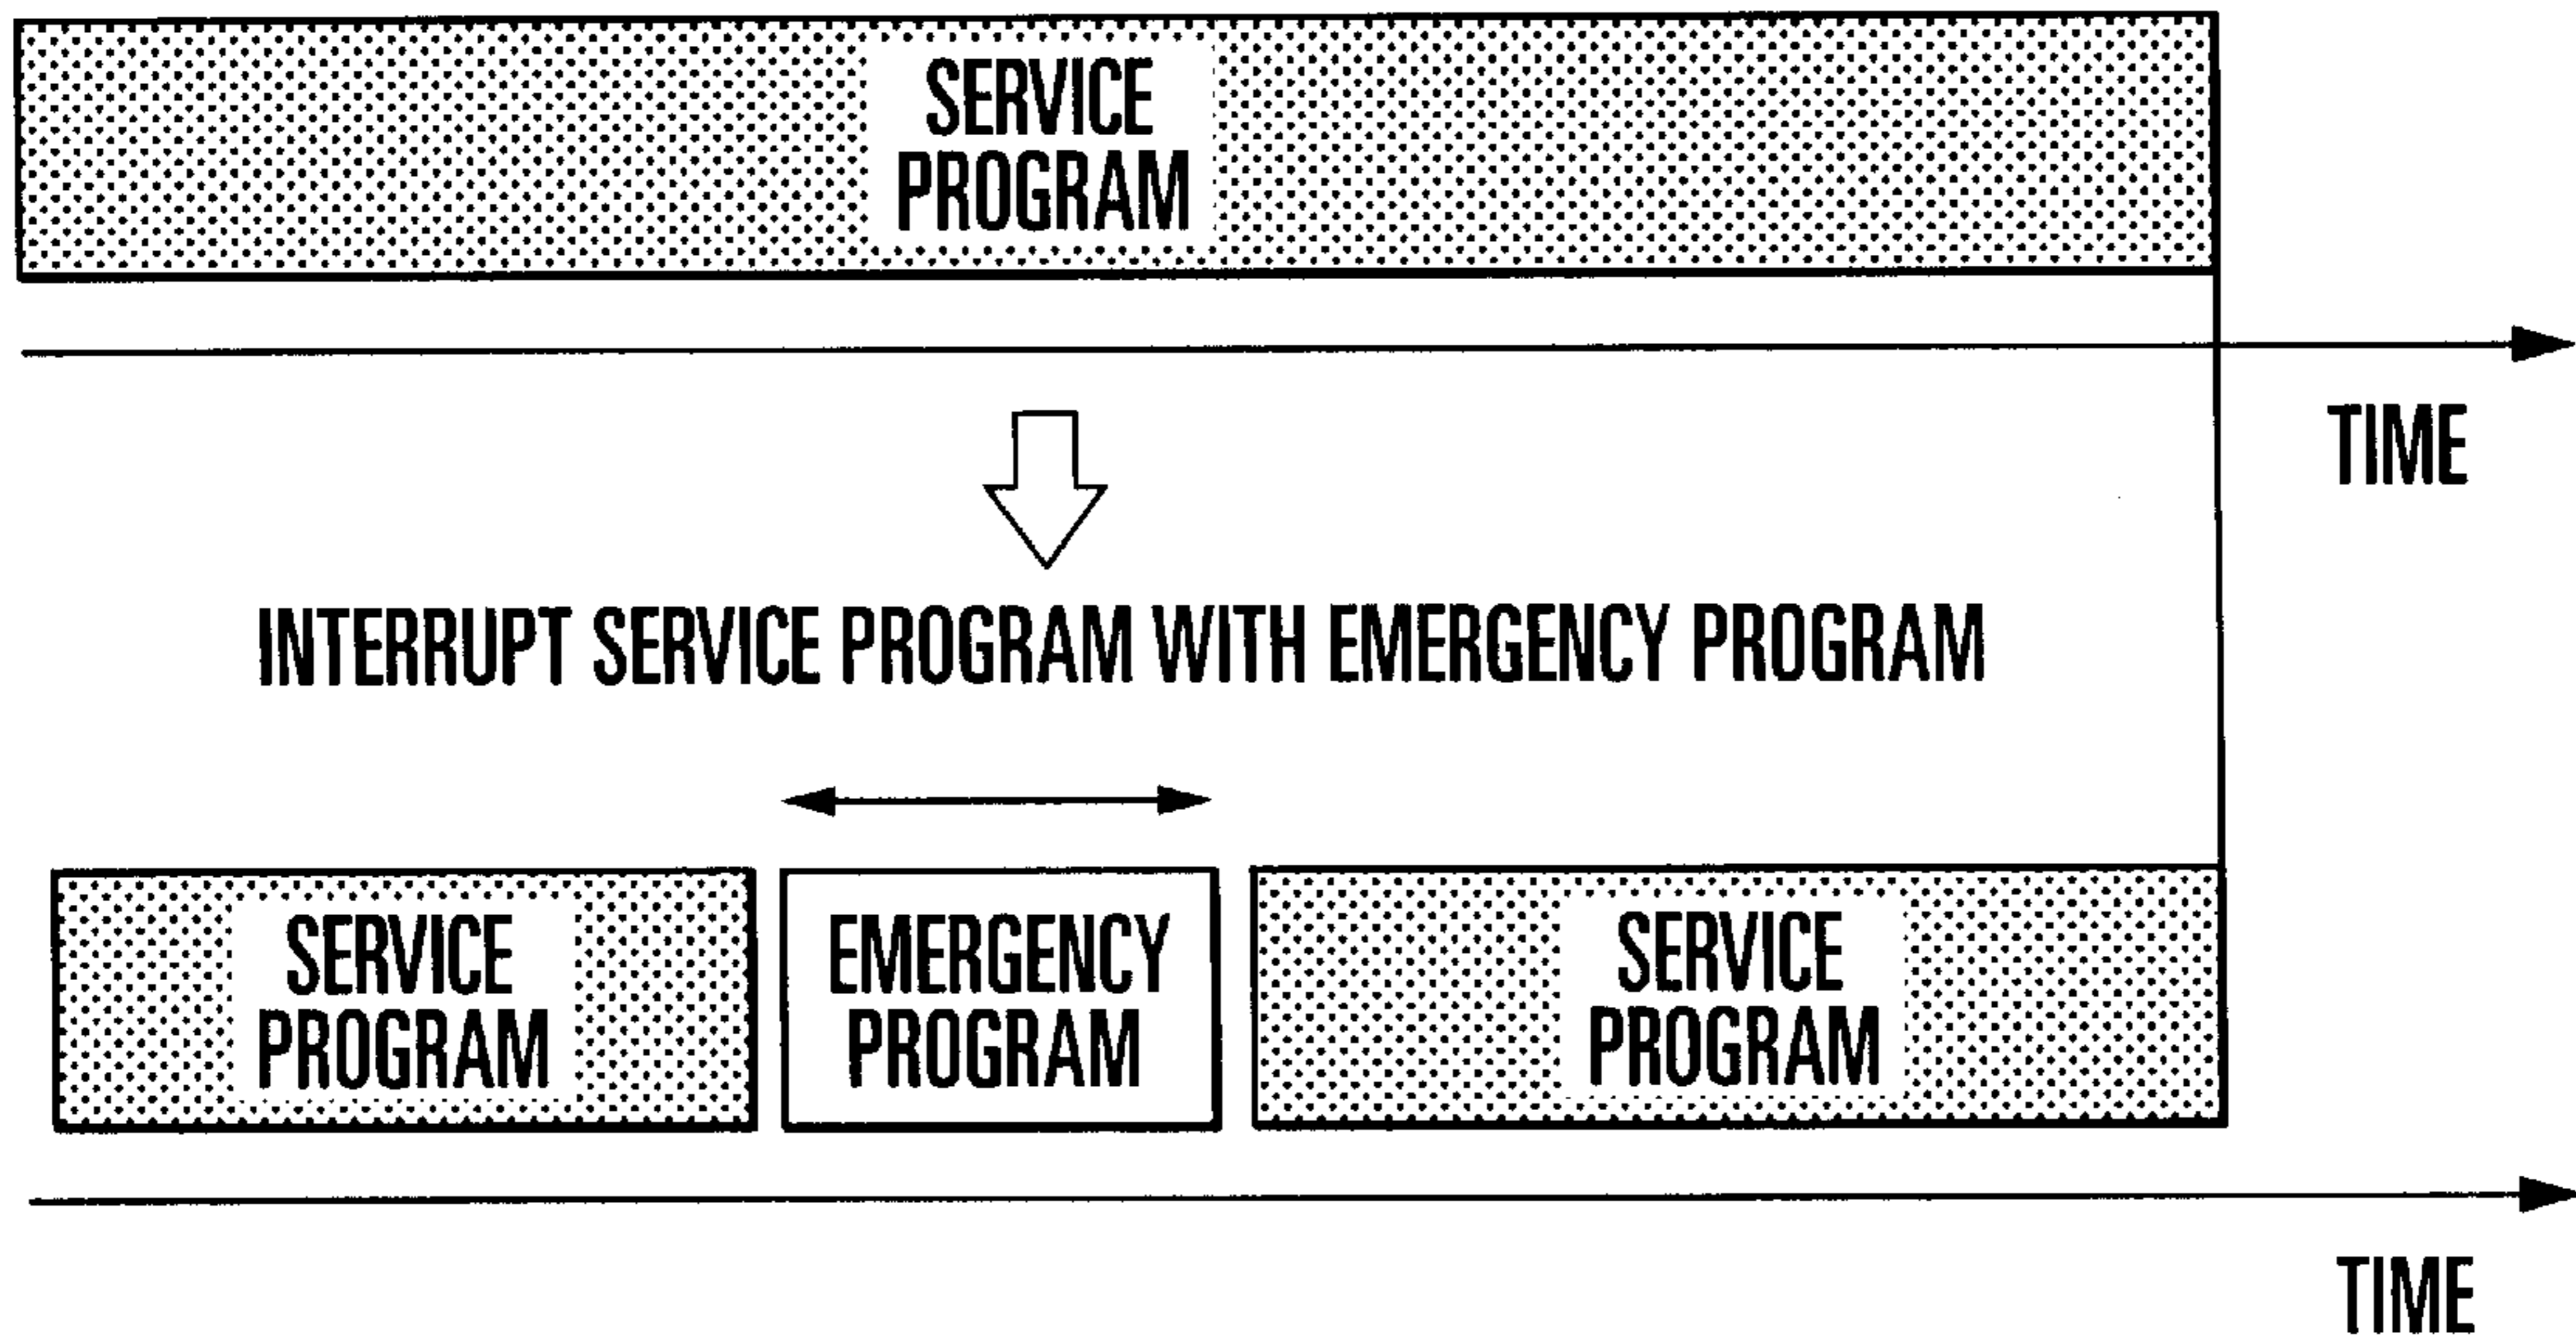 SERVICE
PROGRAM
TIME
INTERRUPT SERVICE PROGRAM WITH EMERGENCY PROGRAM
SERVICE
PROGRAM
EMERGENCY
PROGRAM
SERVICE
PROGRAM
TIME